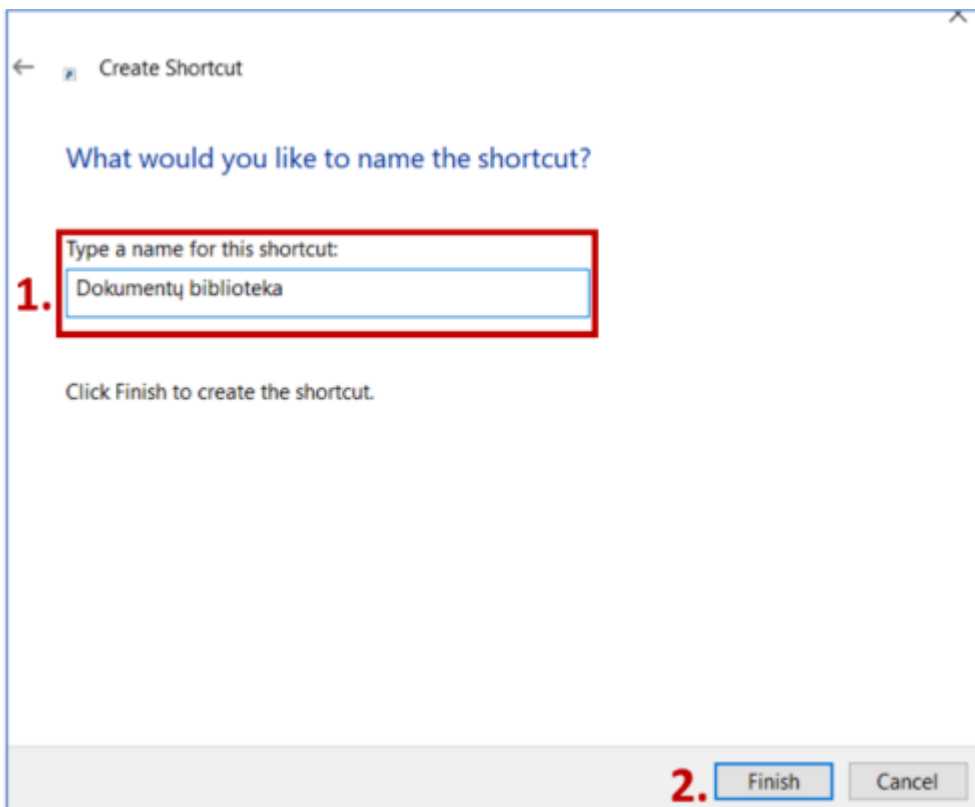 Create Shortcut
What would you like to name the shortcut?
Type a name for this shortcut:
1. Dokumentų biblioteka
Click Finish to create the shortcut.
2. Finish Cancel